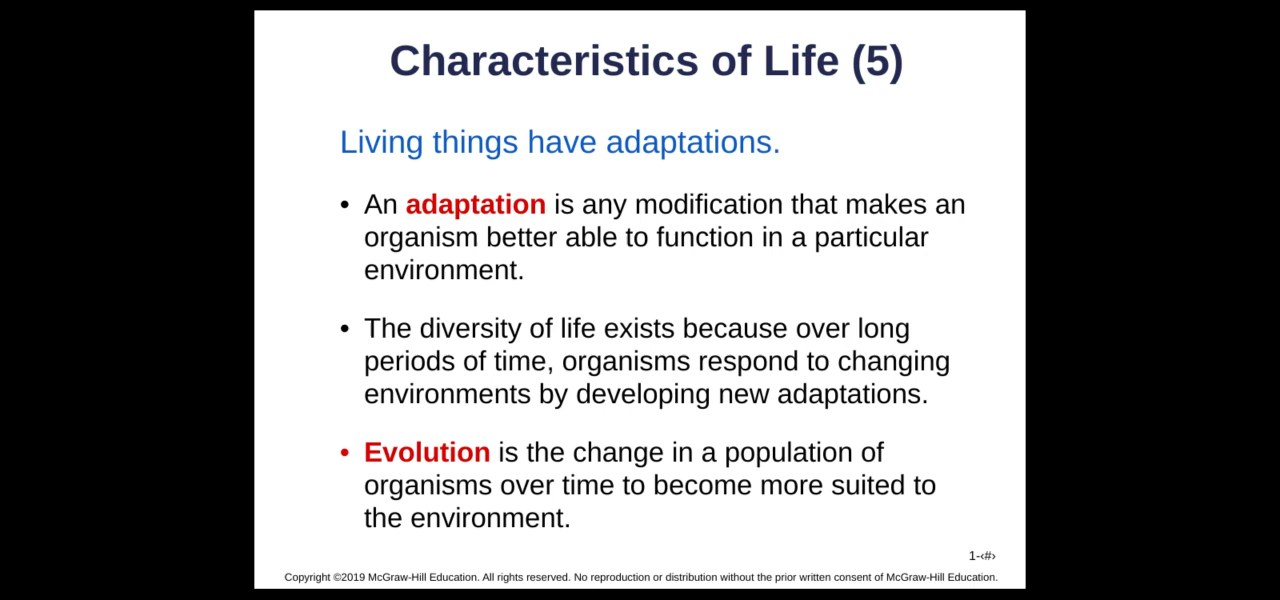 Characteristics of Life (5)
Living things have adaptations.
• An adaptation is any modification that makes an
organism better able to function in a particular
environment.
• The diversity of life exists because over long
periods of time, organisms respond to changing
environments by developing new adaptations.
• Evolution is the change in a population of
organisms over time to become more suited to
the environment.
1-‹#›
Copyright ©2019 McGraw-Hill Education. All rights reserved. No reproduction or distribution without the prior written consent of McGraw-Hill Education.